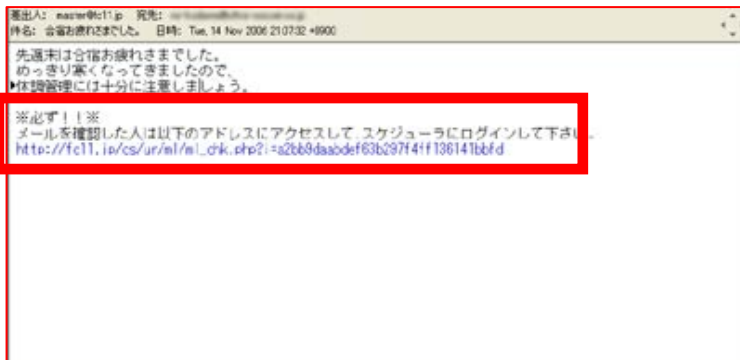 差出人: master@fc11.jp 宛先:
件名: 合宿お疲れさまでした。 日時: Tue, 14 Nov 2006 21:07:32 +0900
先週末は合宿お疲れさまでした。
めっきり寒くなってきましたので、
体調管理には十分に注意しましょう。
※必ず!!※
メールを確認した人は以下のアドレスにアクセスして、スケジューラにログインして下さい。
http://fc11.jp/cs/ur/ml/ml_chk.php?i=a2bb9daabdef63b297f4ff136141bbfd